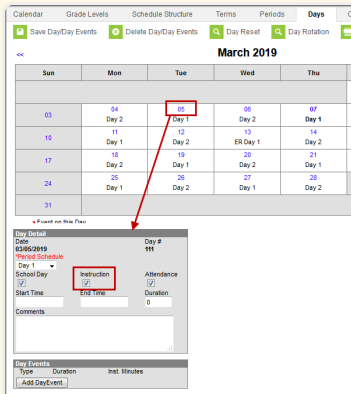 Calendar Grade Levels Schedule Structure Terms Periods Days
Save Day/Day Events Delete Day/Day Events Day Reset Day Rotation
<< March 2019
Sun Mon Tue Wed Thu
03 04 05 06 07
Day 2 Day 1 Day 2 Day 1
10 11 12 13 14
Day 1 Day 2 ER Day 1 Day 2
17 18 19 20 21
Day 1 Day 2 Day 1 Day 2
24 25 26 27 28
Day 1 Day 2 Day 1 Day 2
31
Event on this Day
Day Detail
Date Day #
03/05/2019 111
*Period Schedule
Day 1
School Day Instruction Attendance
Start Time End Time Duration
0
Comments
Day Events
Type Duration Inst. Minutes
Add DayEvent